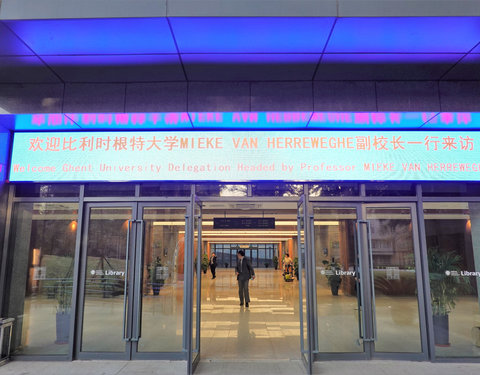 欢迎比利时根特大学MIEKE VAN HERREWEGHE副校长一行来访
Welcome Ghent University Delegation Headed by Professor MIEKE VAN HERREWEGHE
Library
Library
Library
Library